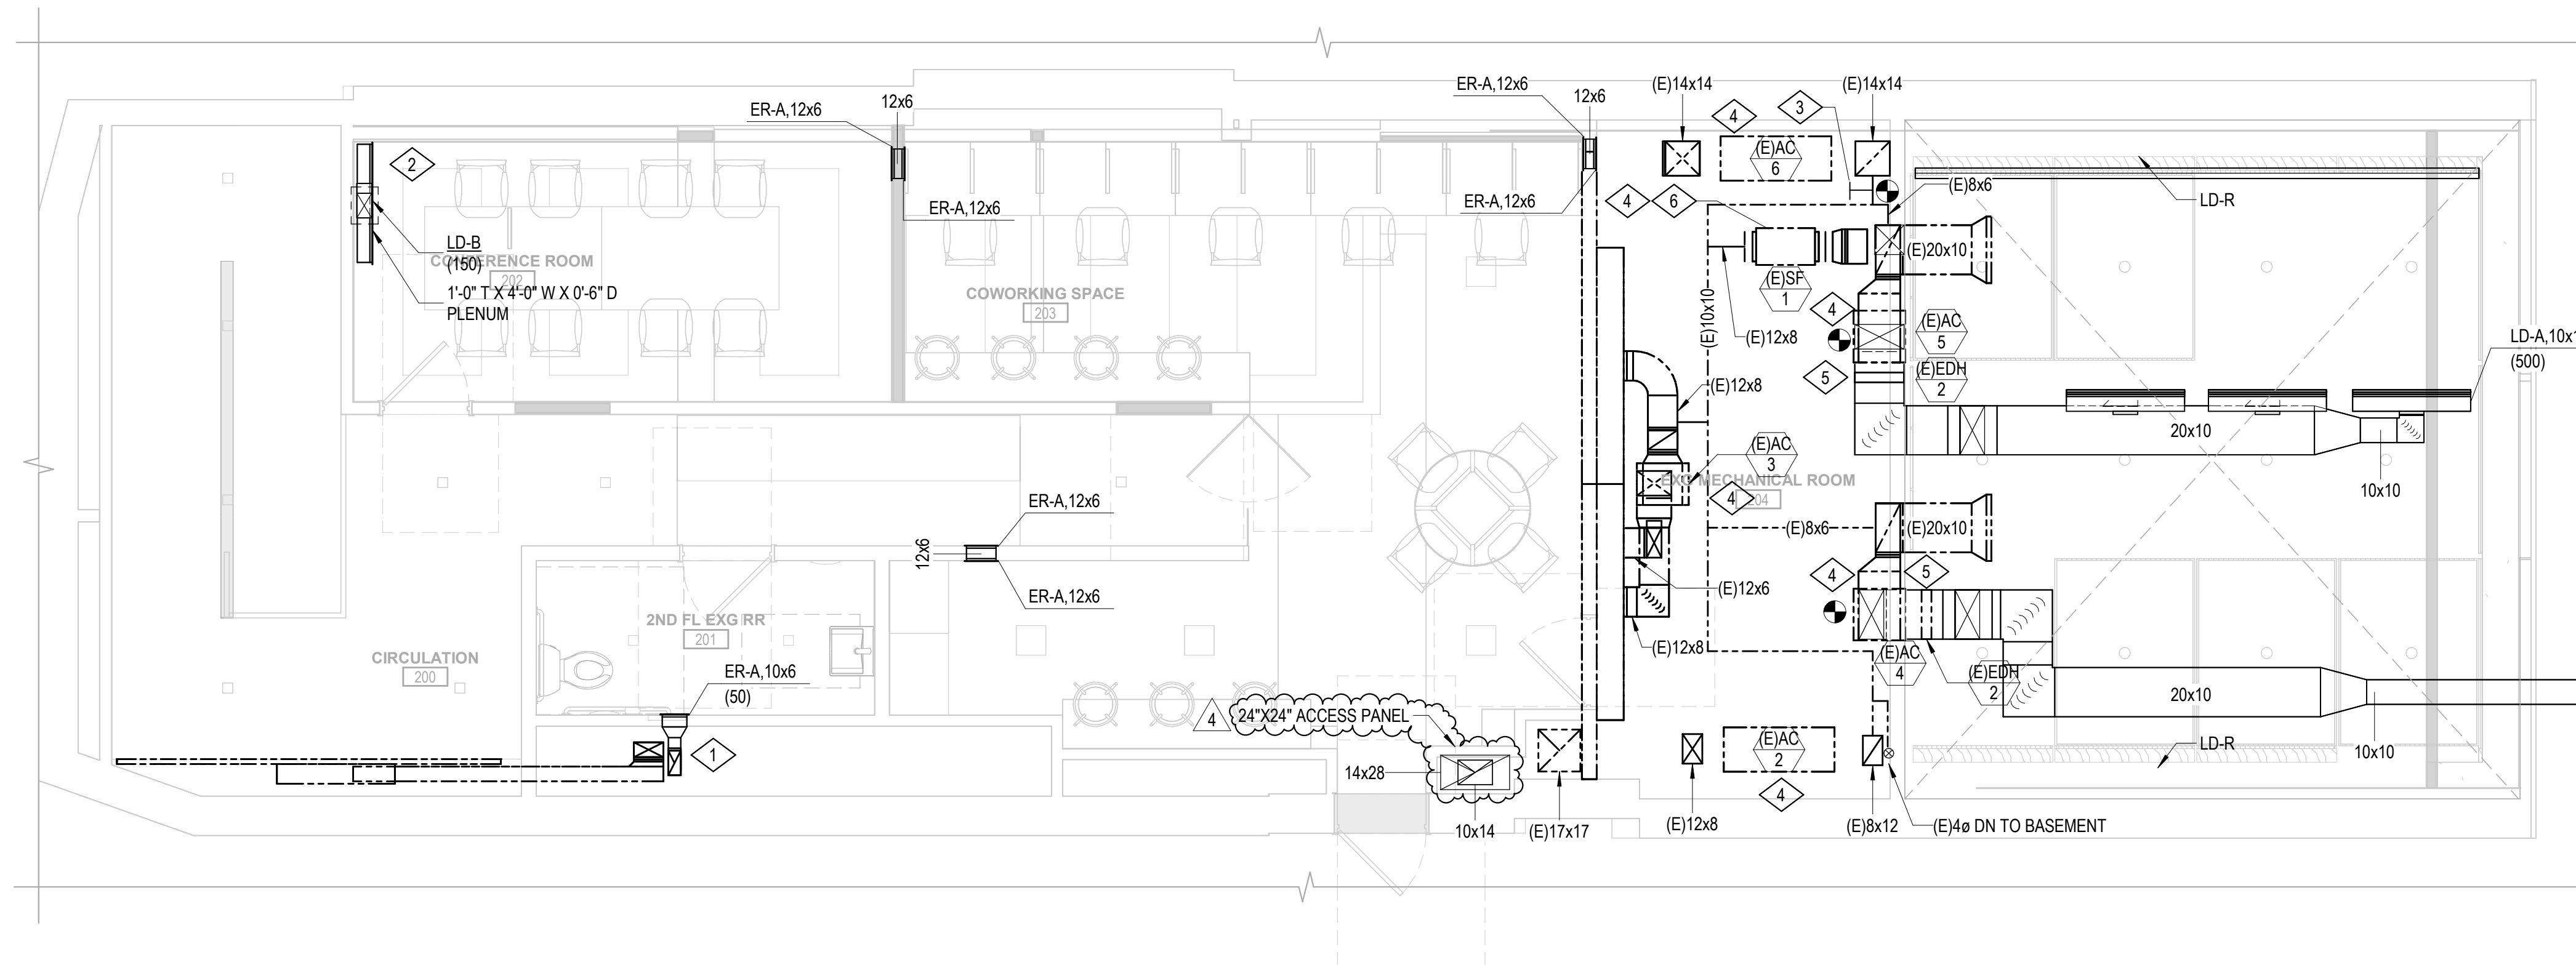 ER-A,12x6
12x6
ER-A,12x6
ER-A,12x6
12x6
ER-A,12x6
(E)14x14
4
3
(E)14x14
(E)AC
6
4
6
(E)8x6
LD-R
2
LD-B
(150)
CONFERENCE ROOM
202
1'-0" T X 4'-0" W X 0'-6" D
PLENUM
COWORKING SPACE
203
(E)20x10
(E)SF
1
(E)10x10
(E)12x8
4
(E)AC
5
(E)EDH
2
5
LD-A,10x1
(500)
(E)12x8
20x10
10x10
(E)AC
3
EXG MECHANICAL ROOM
204
4
(E)8x6
(E)20x10
ER-A,12x6
12x6
ER-A,12x6
(E)12x6
4
5
(E)12x8
(E)AC
4
(E)EDH
2
20x10
10x10
LD-R
2ND FL EXG RR
201
CIRCULATION
200
ER-A,10x6
(50)
1
4
24"X24" ACCESS PANEL
14x28
10x14
(E)17x17
(E)12x8
(E)AC
2
4
(E)8x12
(E)4ø DN TO BASEMENT